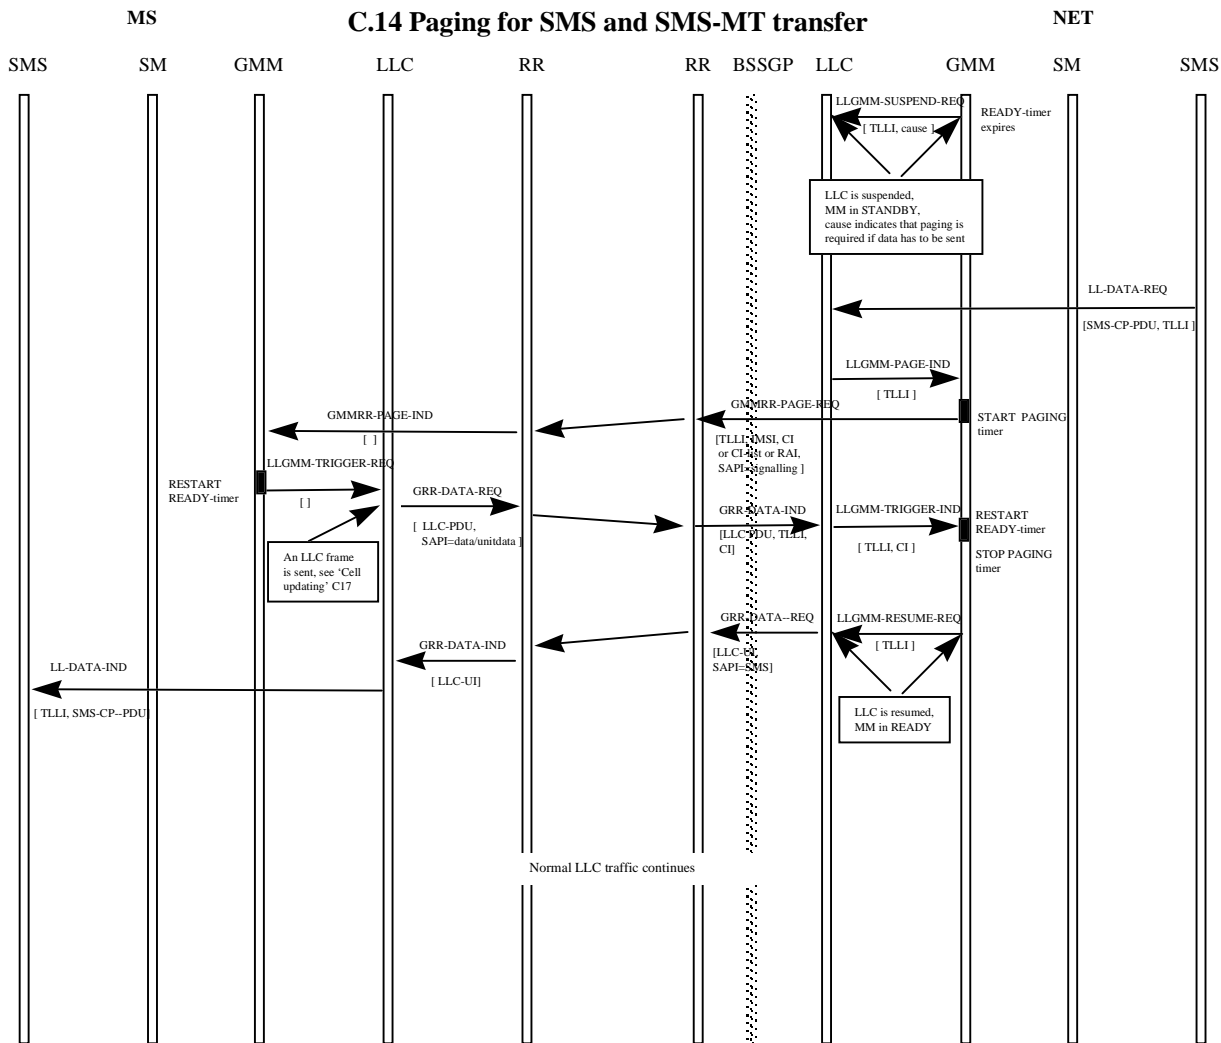 MS
C.14 Paging for SMS and SMS-MT transfer
NET
SMS SM GMM LLC RR RR BSSGP LLC GMM SM SMS
LLGMM-SUSPEND-REQ
[ TLLI, cause ]
READY-timer
expires
LLC is suspended,
MM in STANDBY,
cause indicates that paging is
required if data has to be sent
LL-DATA-REQ
[SMS-CP-PDU, TLLI ]
LLGMM-PAGE-IND
[ TLLI ]
GMMRR-PAGE-REQ
START PAGING
timer
GMMRR-PAGE-IND
[ ]
[TLLI, IMSI, CI
or CI-list or RAI,
SAPI=signalling ]
LLGMM-TRIGGER-REQ
RESTART
READY-timer
[ ]
GRR-DATA-REQ
[ LLC-PDU,
SAPI=data/unitdata ]
GRR-DATA-IND
[LLC PDU, TLLI,
CI]
LLGMM-TRIGGER-IND
[ TLLI, CI ]
RESTART
READY-timer
STOP PAGING
timer
An LLC frame
is sent, see ‘Cell
updating’ C17
GRR-DATA--REQ
[LLC-UI,
SAPI=SMS]
LLGMM-RESUME-REQ
[ TLLI ]
GRR-DATA-IND
[ LLC-UI]
LL-DATA-IND
[ TLLI, SMS-CP--PDU]
LLC is resumed,
MM in READY
Normal LLC traffic continues